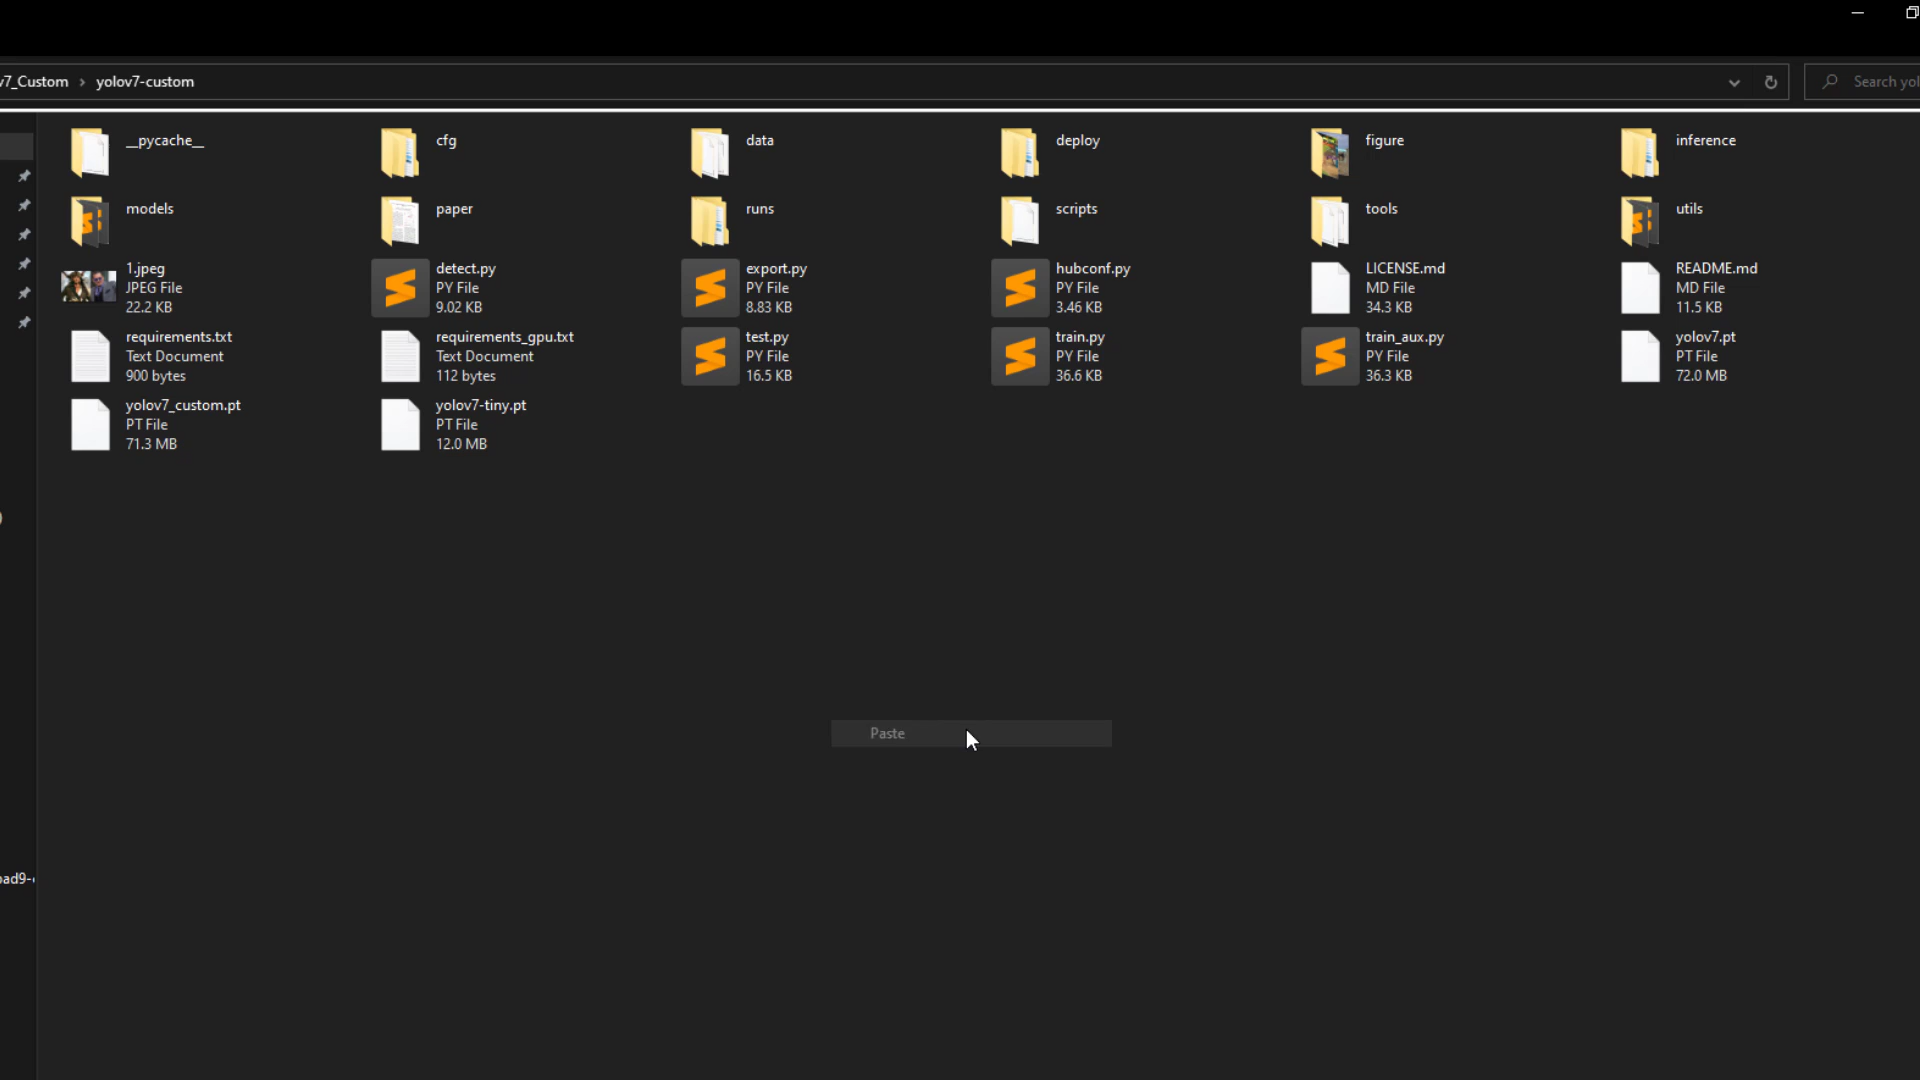 v7_Custom > yolov7-custom
Search yol
__pycache__
cfg
data
deploy
figure
inference
models
paper
runs
scripts
tools
utils
1.jpeg
JPEG File
22.2 KB
detect.py
PY File
9.02 KB
export.py
PY File
8.83 KB
hubconf.py
PY File
3.46 KB
LICENSE.md
MD File
34.3 KB
README.md
MD File
11.5 KB
requirements.txt
Text Document
900 bytes
requirements_gpu.txt
Text Document
112 bytes
test.py
PY File
16.5 KB
train.py
PY File
36.6 KB
train_aux.py
PY File
36.3 KB
yolov7.pt
PT File
72.0 MB
yolov7_custom.pt
PT File
71.3 MB
yolov7-tiny.pt
PT File
12.0 MB
Paste
oad9-